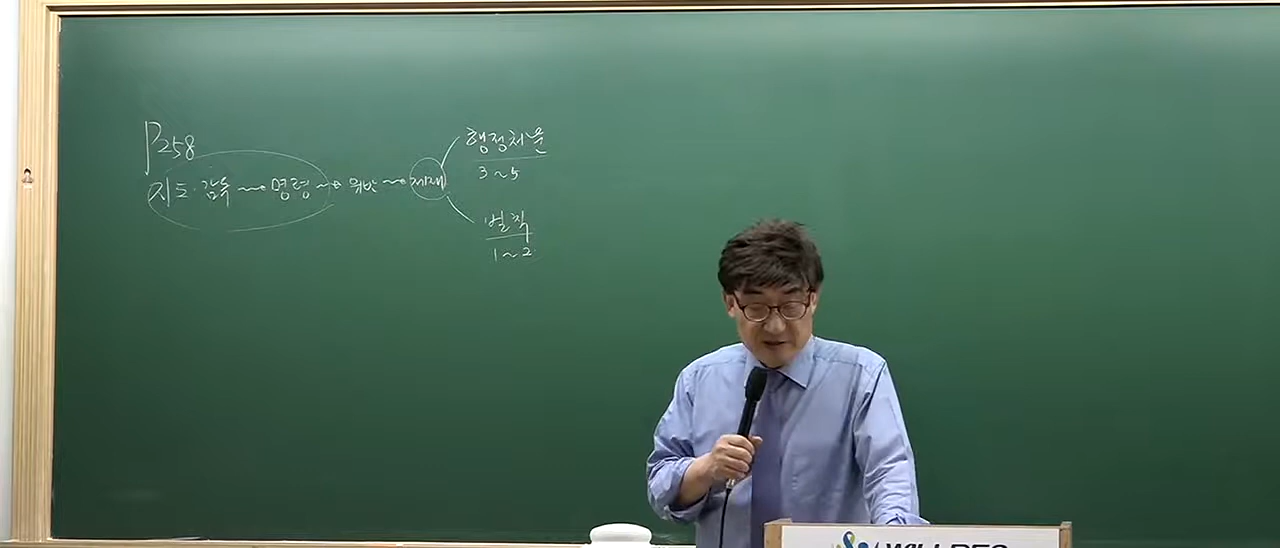 P258
지도·감독 → 명령 → 위반 → 제재
행정처분
3~5
벌칙
1~2
WILLBES